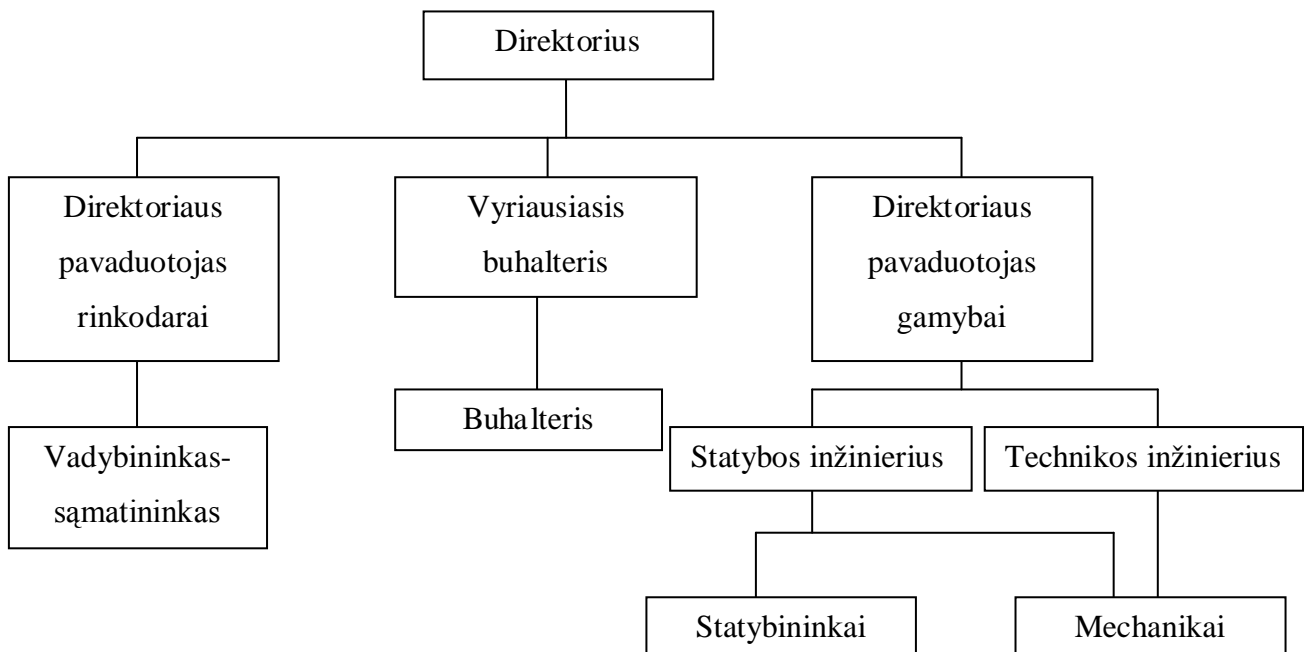 Direktorius
Direktoriaus
pavaduotojas
rinkodarai
Vyriausiasis
buhalteris
Direktoriaus
pavaduotojas
gamybai
Buhalteris
Vadybininkas-
sąmatininkas
Statybos inžinierius
Technikos inžinierius
Statybininkai
Mechanikai